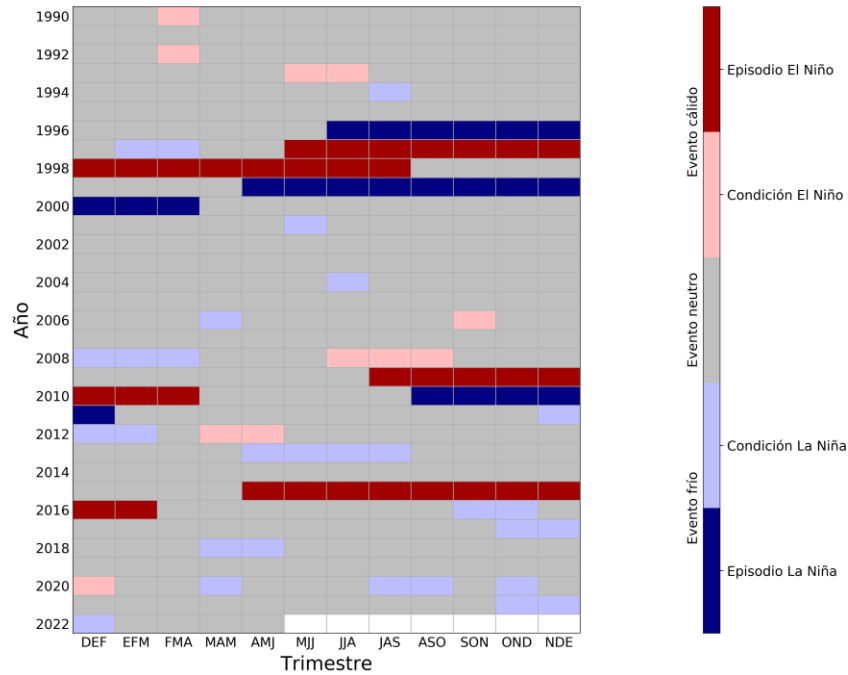 1990
1992
1994
1996
1998
2000
2002
2004
2006
2008
2010
2012
2014
2016
2018
2020
2022
Año
DEF EFM FMA MAM AMJ MJJ JJA JAS ASO SON OND NDE
Trimestre
Evento cálido
Evento neutro
Evento frío
Episodio El Niño
Condición El Niño
Condición La Niña
Episodio La Niña